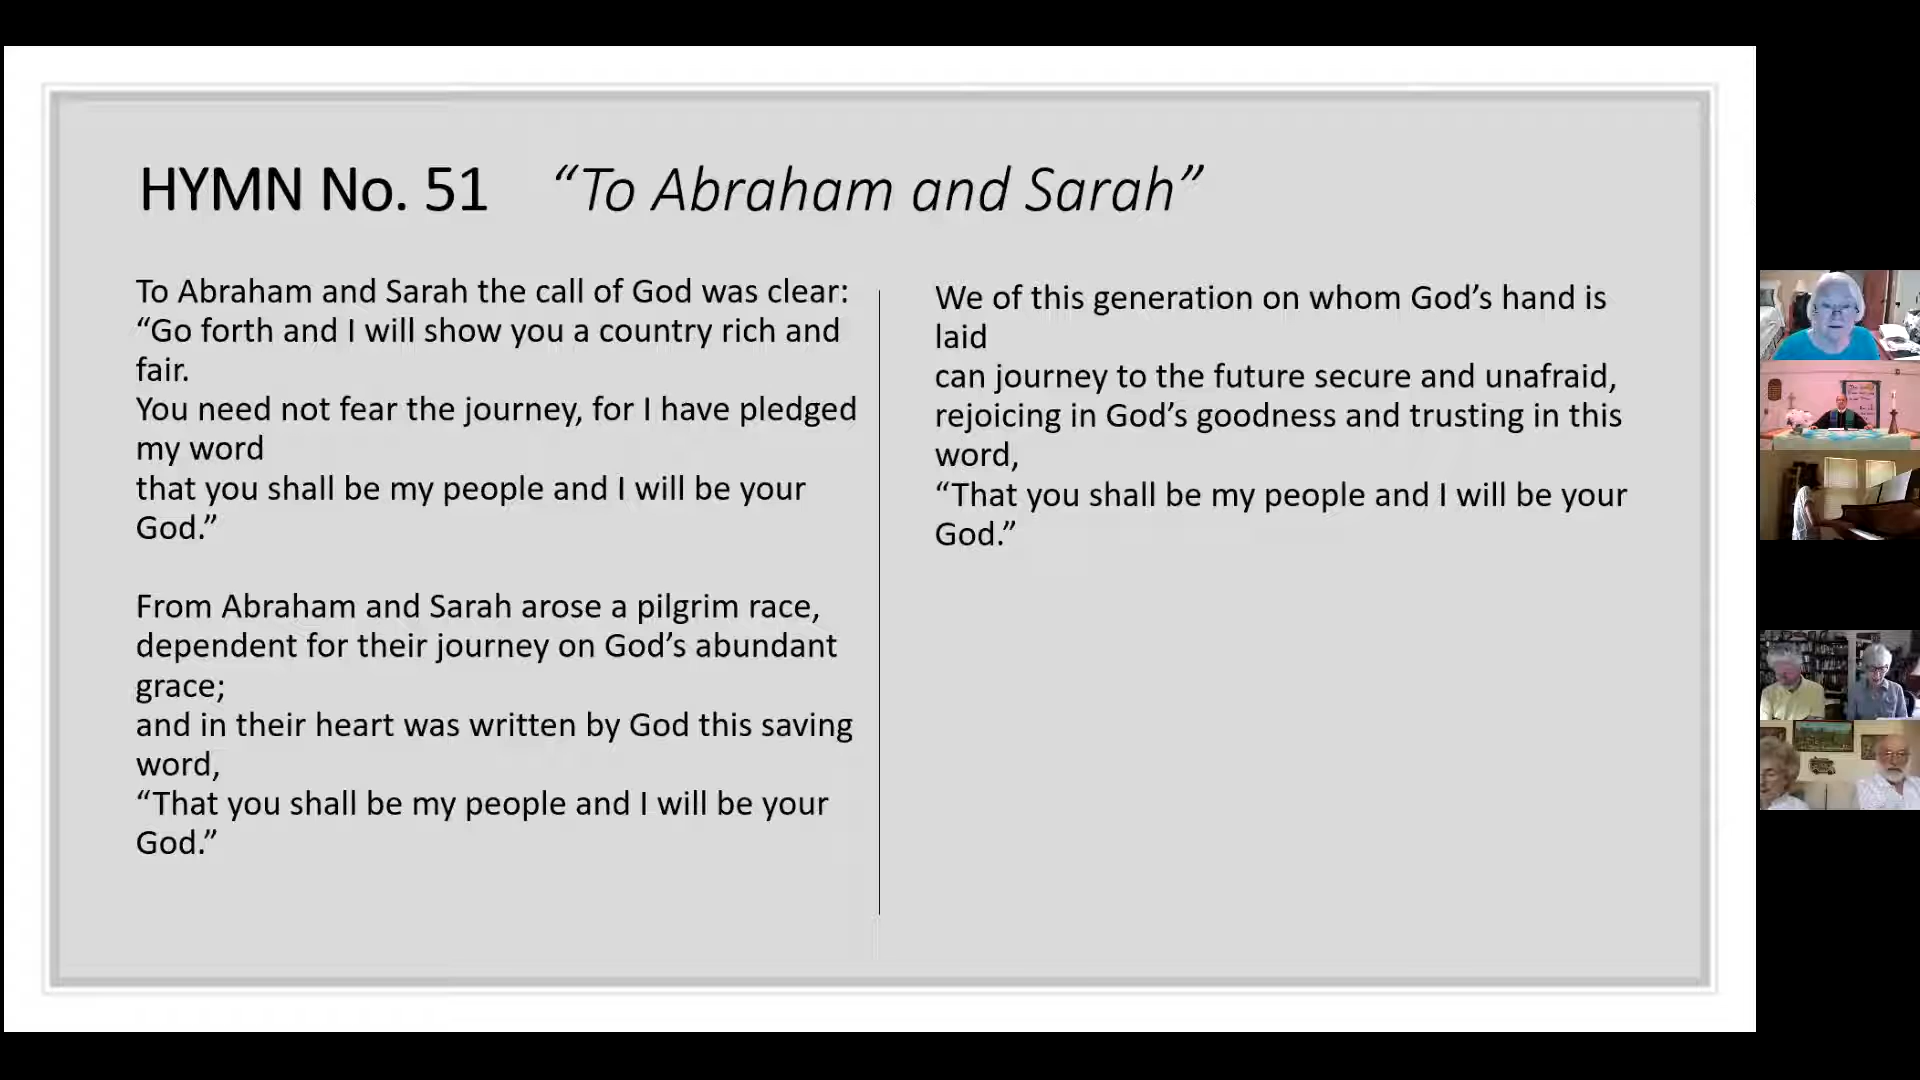 HYMN No. 51 “To Abraham and Sarah”
To Abraham and Sarah the call of God was clear:
“Go forth and I will show you a country rich and
fair.
You need not fear the journey, for I have pledged
my word
that you shall be my people and I will be your
God.”
From Abraham and Sarah arose a pilgrim race,
dependent for their journey on God’s abundant
grace;
and in their heart was written by God this saving
word,
“That you shall be my people and I will be your
God.”
We of this generation on whom God’s hand is
laid
can journey to the future secure and unafraid,
rejoicing in God’s goodness and trusting in this
word,
“That you shall be my people and I will be your
God.”